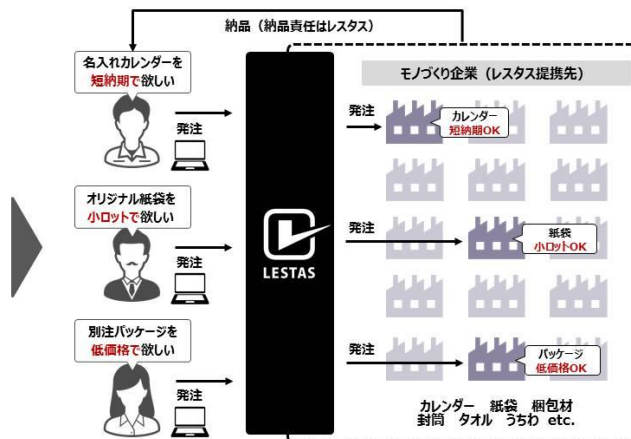 納品（納品責任はレスタス）
名入れカレンダーを
短納期で欲しい
発注
オリジナル紙袋を
小ロットで欲しい
発注
別注パッケージを
低価格で欲しい
発注
LESTAS
モノづくり企業（レスタス提携先）
発注
カレンダー
短納期OK
発注
紙袋
小ロットOK
発注
パッケージ
低価格OK
カレンダー 紙袋 梱包材
封筒 タオル うちわ etc.